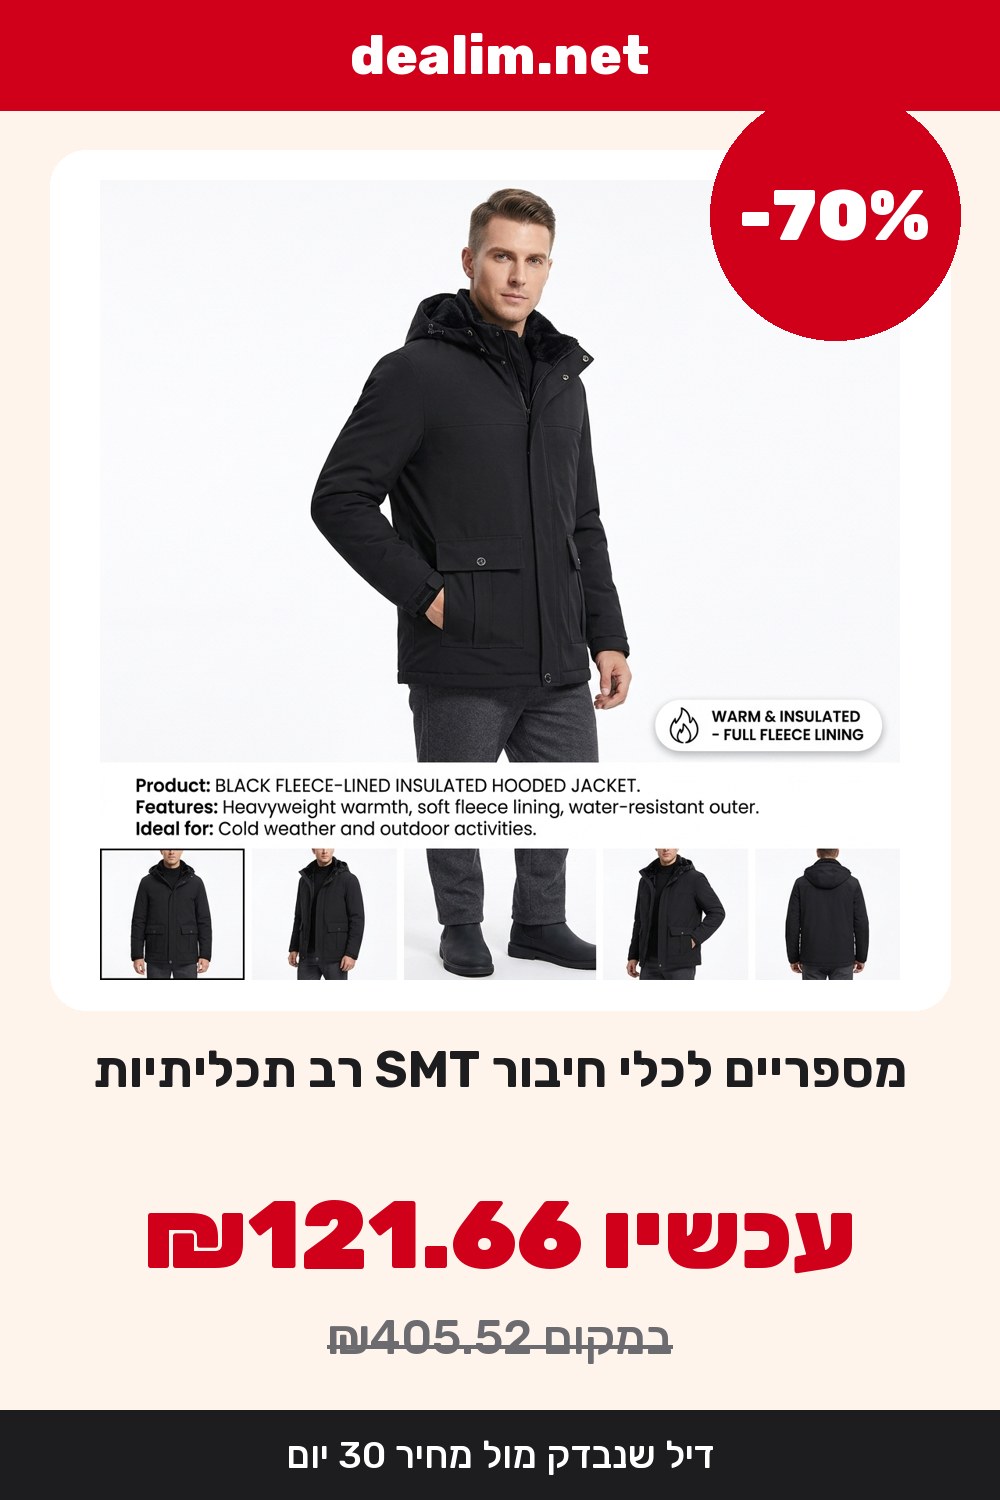 dealim.net
-70%
WARM & INSULATED
- FULL FLEECE LINING
Product: BLACK FLEECE-LINED INSULATED HOODED JACKET.
Features: Heavyweight warmth, soft fleece lining, water-resistant outer.
Ideal for: Cold weather and outdoor activities.
מספריים לכלי חיבור SMT רב תכליתיות
עכשיו ₪121.66
במקום ₪405.52
דיל שנבדק מול מחיר 30 יום